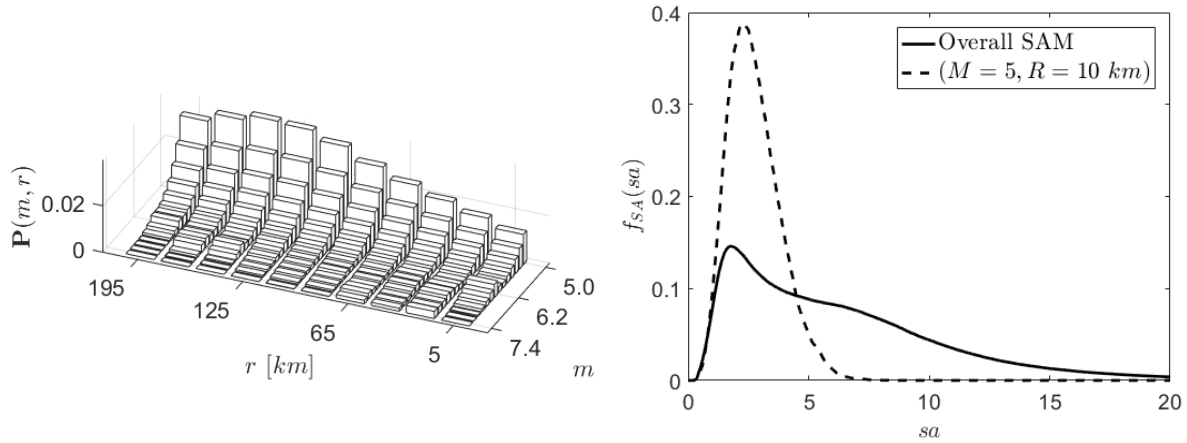 P(m, r)
0.02
0
195
125
65
5
5.0
6.2
7.4
r [km]
m
0.4
0.3
0.2
0.1
0
0
5
10
15
20
f_SA(sa)
sa
Overall SAM
(M = 5, R = 10 km)